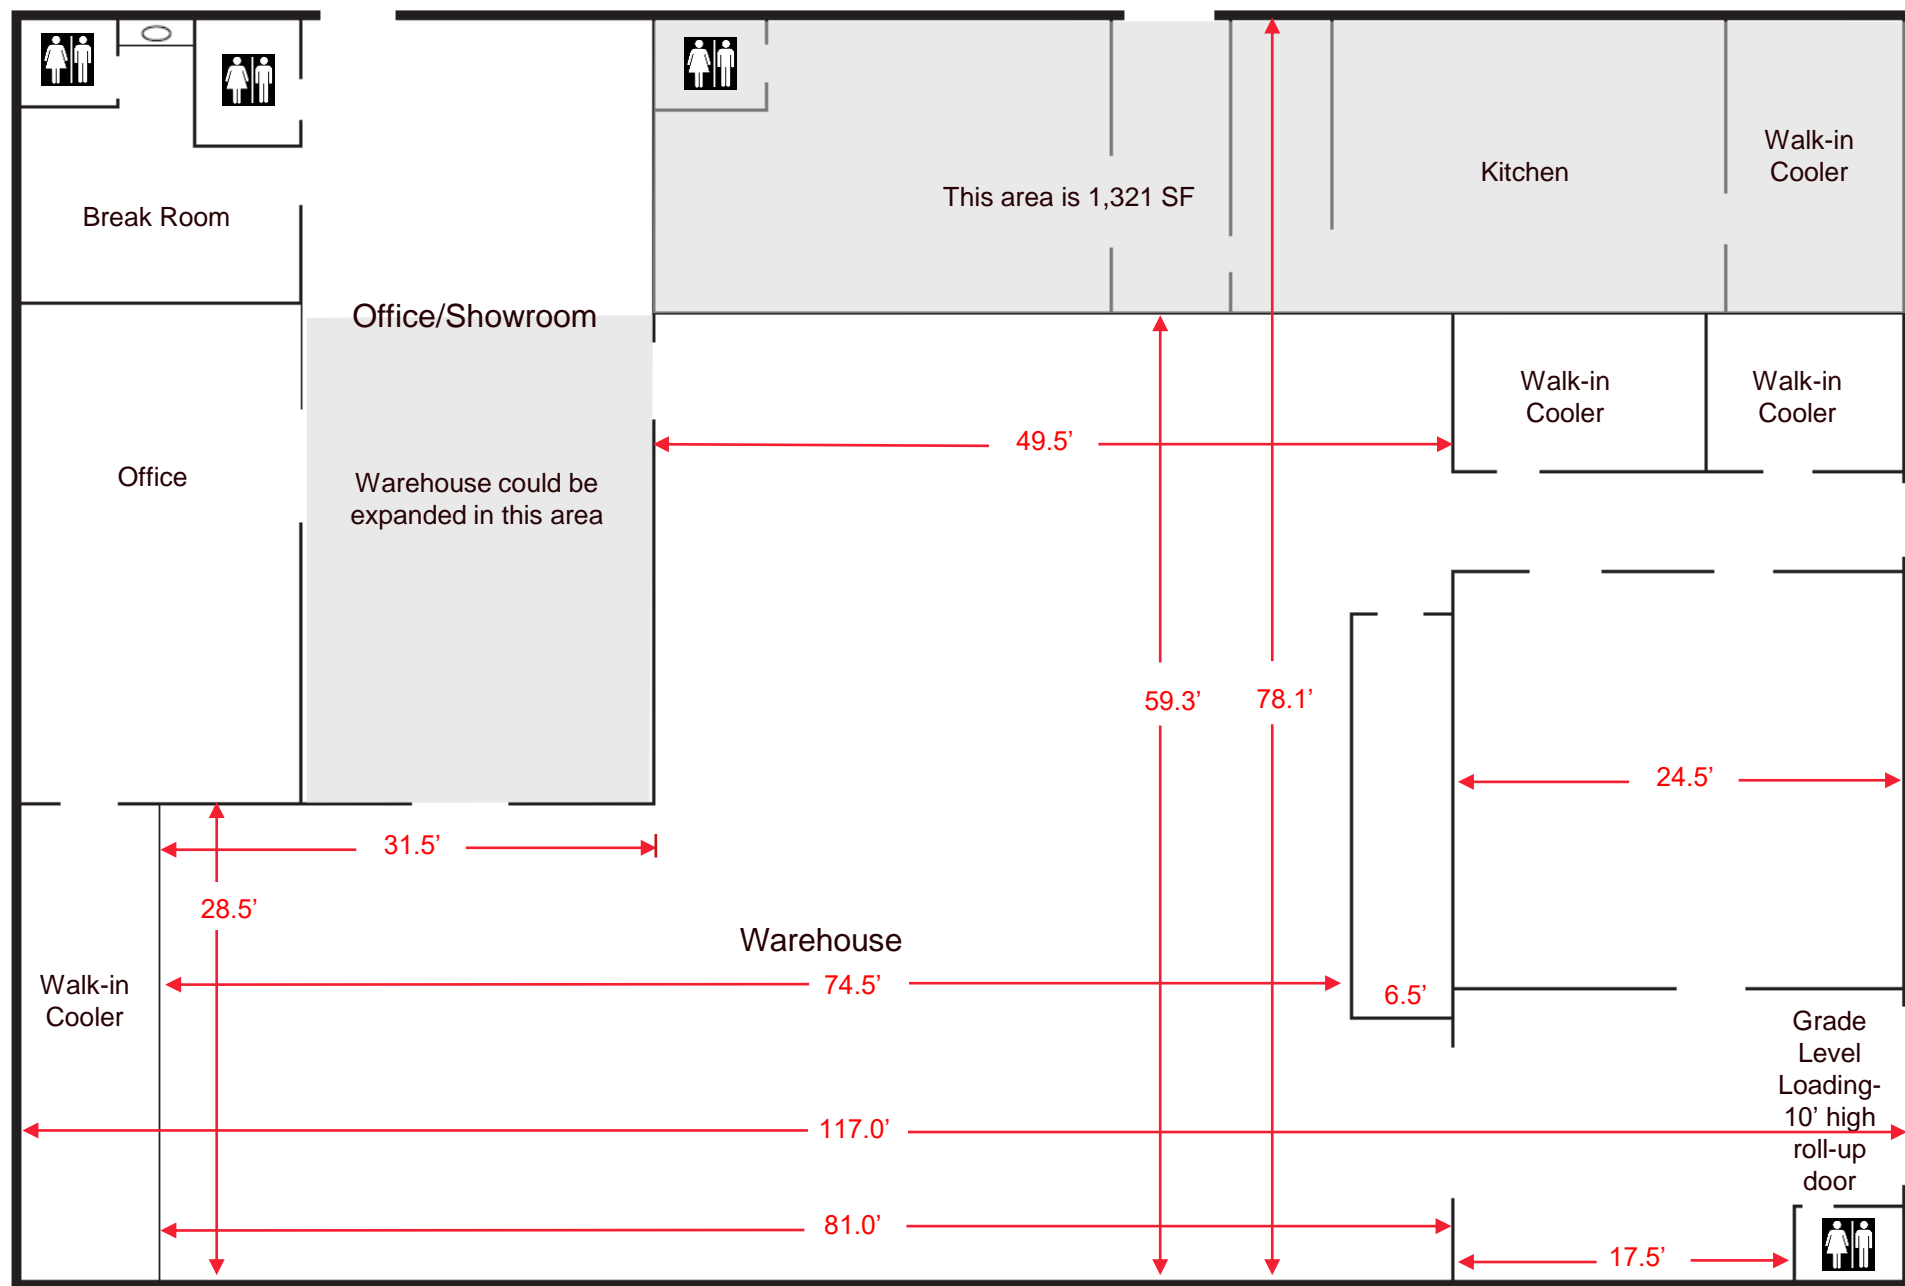 Break Room
This area is 1,321 SF
Kitchen
Walk-in
Cooler
Office/Showroom
Walk-in
Cooler
Walk-in
Cooler
49.5’
Office
Warehouse could be
expanded in this area
59.3’
78.1’
24.5’
31.5’
28.5’
Warehouse
74.5’
6.5’
Walk-in
Cooler
Grade
Level
Loading-
10’ high
roll-up
door
117.0’
81.0’
17.5’